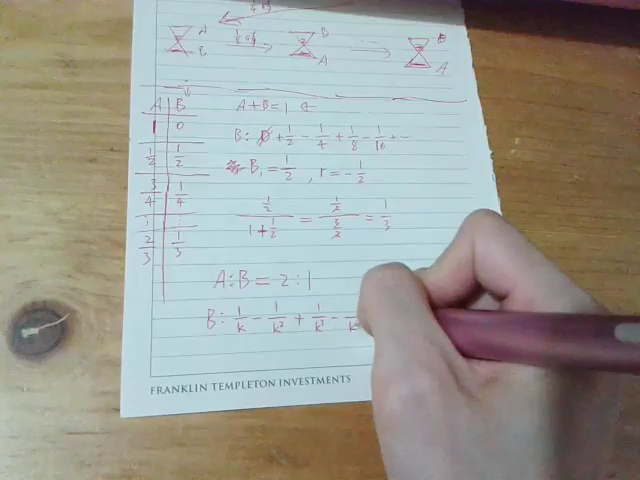 A 1/2 of B B
B A A
A B A+B=1
1 0 B: 0 + 1/2 - 1/4 + 1/8 - 1/16 + ...
1/2 1/2 B₁ = 1/2 , r = -1/2
3/4 1/4 (1/2)/(1+1/2) = (1/2)/(3/2) = 1/3
2/3 1/3
A:B = 2:1
B: 1/k - 1/k² + 1/k³ -
FRANKLIN TEMPLETON INVESTMENTS